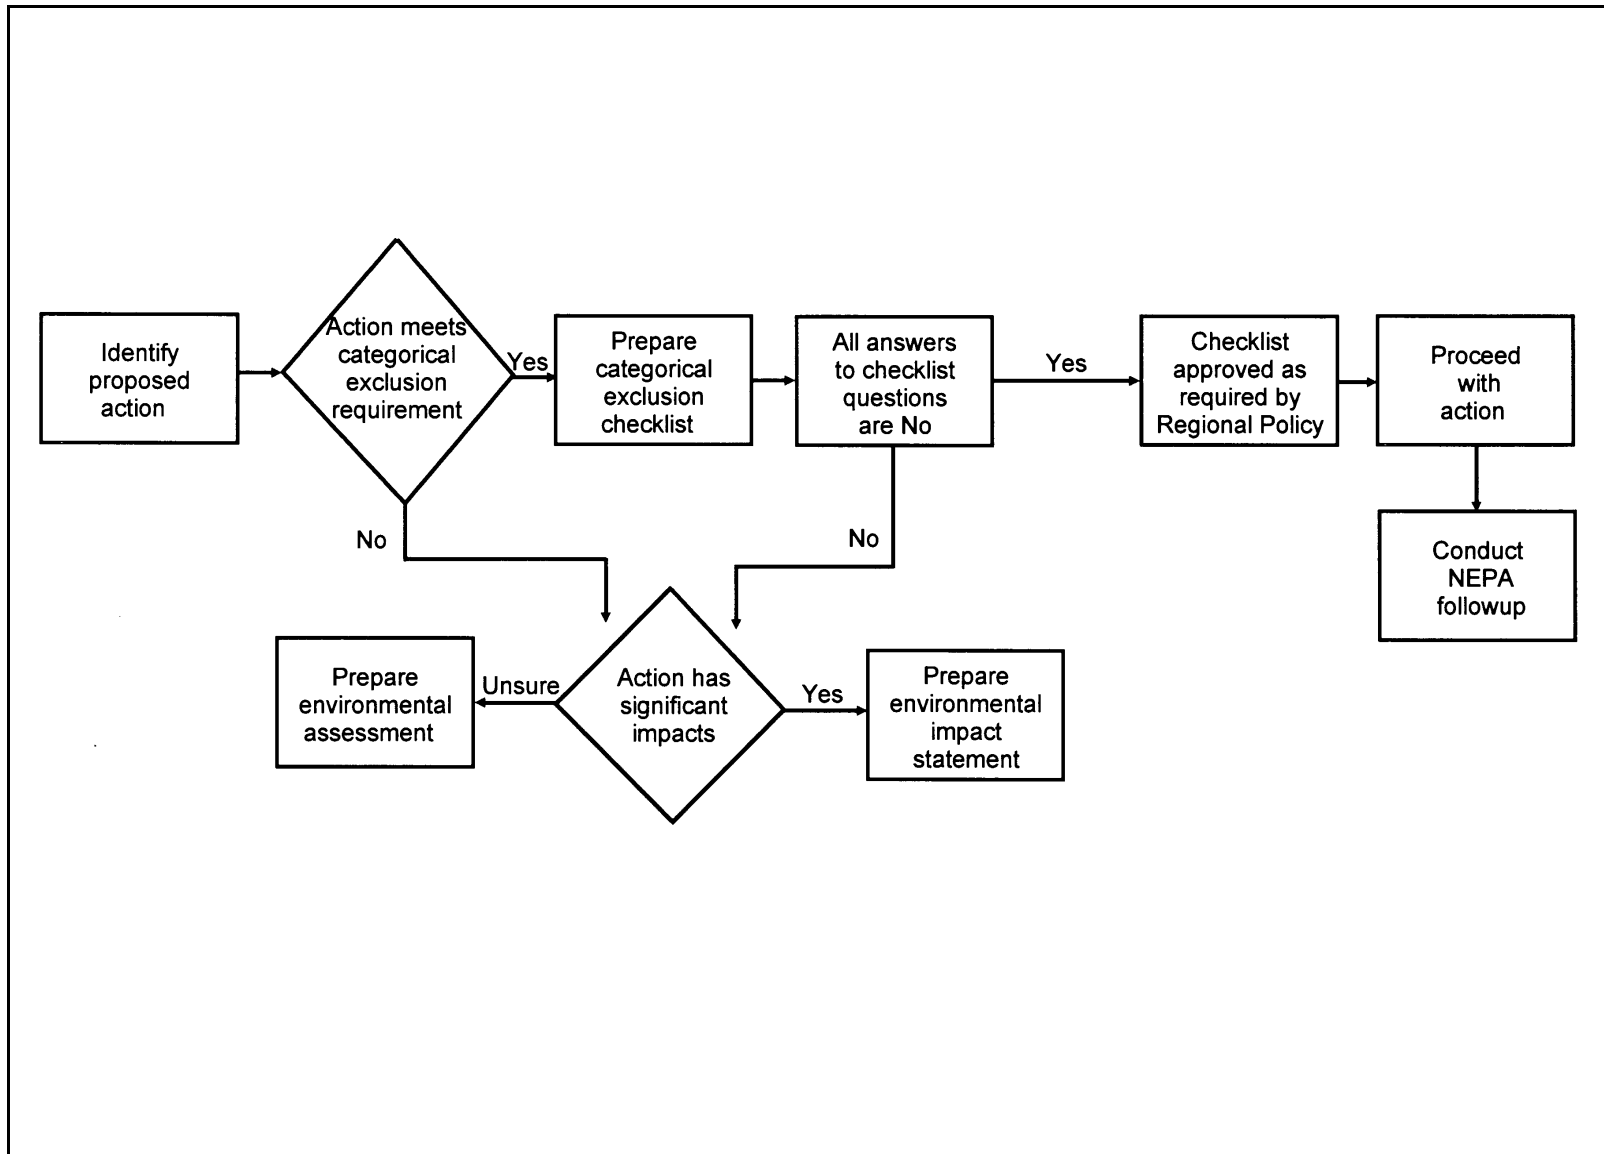 Identify
proposed
action
Action meets
categorical
exclusion
requirement
Yes
Prepare
categorical
exclusion
checklist
All answers
to checklist
questions
are No
Yes
Checklist
approved as
required by
Regional Policy
Proceed
with
action
No
No
Conduct
NEPA
followup
Prepare
environmental
assessment
Unsure
Action has
significant
impacts
Yes
Prepare
environmental
impact
statement